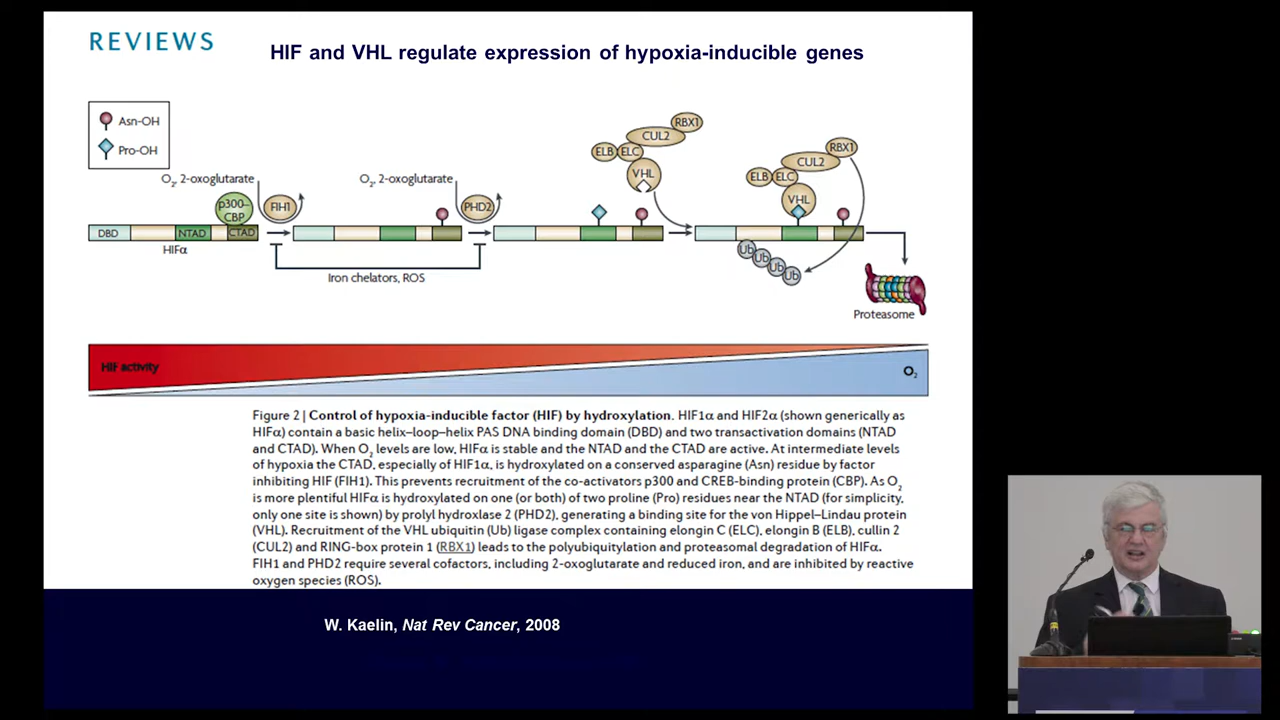 REVIEWS
HIF and VHL regulate expression of hypoxia-inducible genes
Asn-OH
Pro-OH
O2, 2-oxoglutarate
p300–
CBP
FIH1
DBD
NTAD
CTAD
HIFα
O2, 2-oxoglutarate
PHD2
Iron chelators, ROS
RBX1
CUL2
ELB
ELC
VHL
RBX1
CUL2
ELB
ELC
VHL
Ub
Ub
Ub
Ub
Proteasome
HIF activity
O2
Figure 2 | Control of hypoxia-inducible factor (HIF) by hydroxylation. HIF1α and HIF2α (shown generically as
HIFα) contain a basic helix–loop–helix PAS DNA binding domain (DBD) and two transactivation domains (NTAD
and CTAD). When O2 levels are low, HIFα is stable and the NTAD and the CTAD are active. At intermediate levels
of hypoxia the CTAD, especially of HIF1α, is hydroxylated on a conserved asparagine (Asn) residue by factor
inhibiting HIF (FIH1). This prevents recruitment of the co-activators p300 and CREB-binding protein (CBP). As O2
is more plentiful HIFα is hydroxylated on one (or both) of two proline (Pro) residues near the NTAD (for simplicity,
only one site is shown) by prolyl hydroxlase 2 (PHD2), generating a binding site for the von Hippel–Lindau protein
(VHL). Recruitment of the VHL ubiquitin (Ub) ligase complex containing elongin C (ELC), elongin B (ELB), cullin 2
(CUL2) and RING-box protein 1 (RBX1) leads to the polyubiquitylation and proteasomal degradation of HIFα.
FIH1 and PHD2 require several cofactors, including 2-oxoglutarate and reduced iron, and are inhibited by reactive
oxygen species (ROS).
W. Kaelin, Nat Rev Cancer, 2008